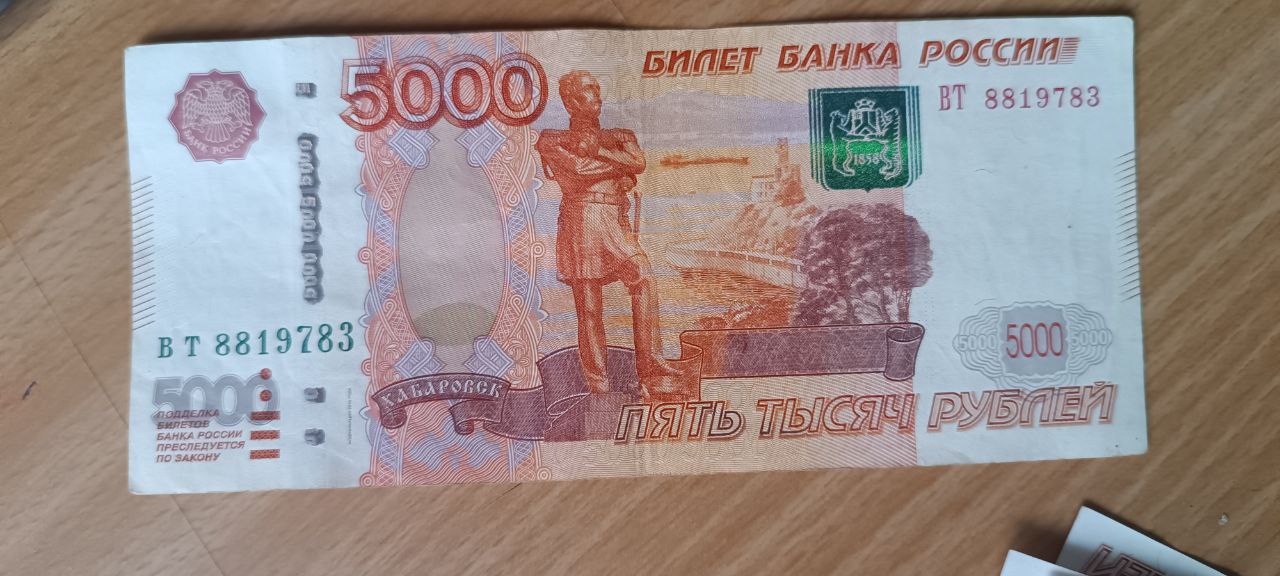 5000
БИЛЕТ БАНКА РОССИИ
БАНК РОССИИ
1858
ВТ 8819783
ВТ 8819783
ХАБАРОВСК
5000 5000 5000
5000
ПОДДЕЛКА
БИЛЕТОВ
БАНКА РОССИИ
ПРЕСЛЕДУЕТСЯ
ПО ЗАКОНУ
ПЯТЬ ТЫСЯЧ РУБЛЕЙ